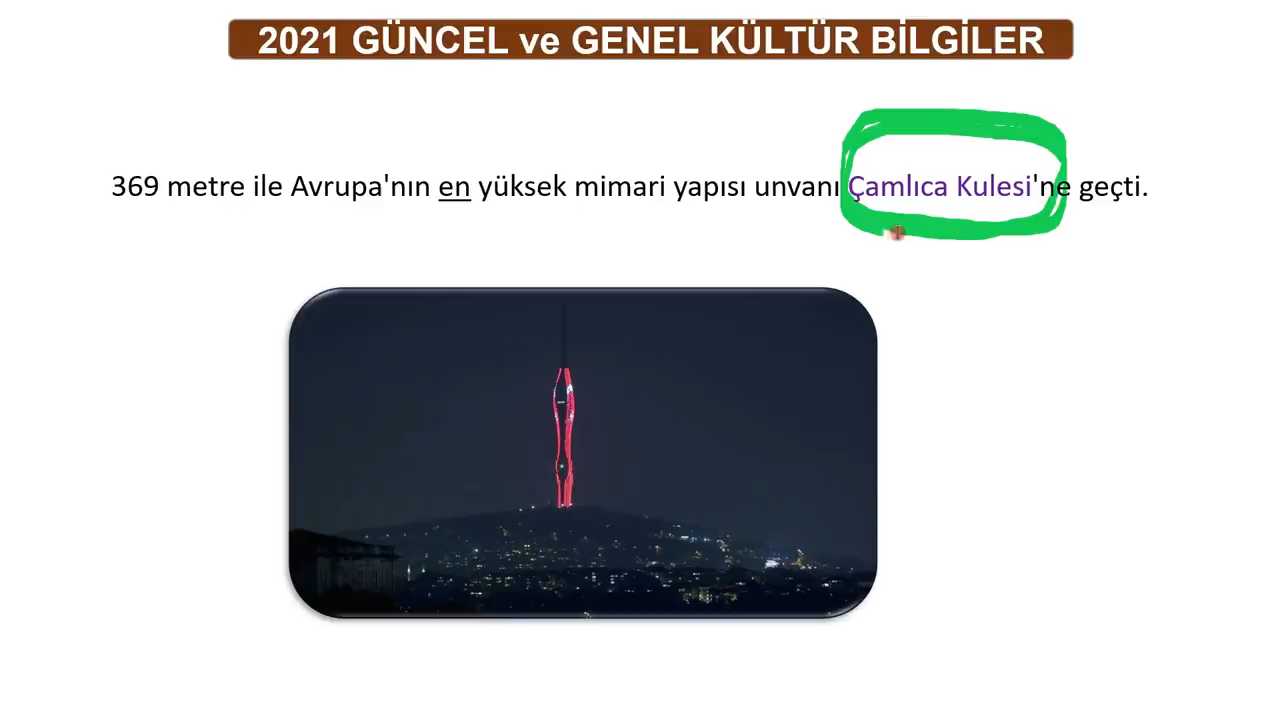 2021 GÜNCEL ve GENEL KÜLTÜR BİLGİLER
369 metre ile Avrupa'nın en yüksek mimari yapısı unvanı Çamlıca Kulesi'ne geçti.